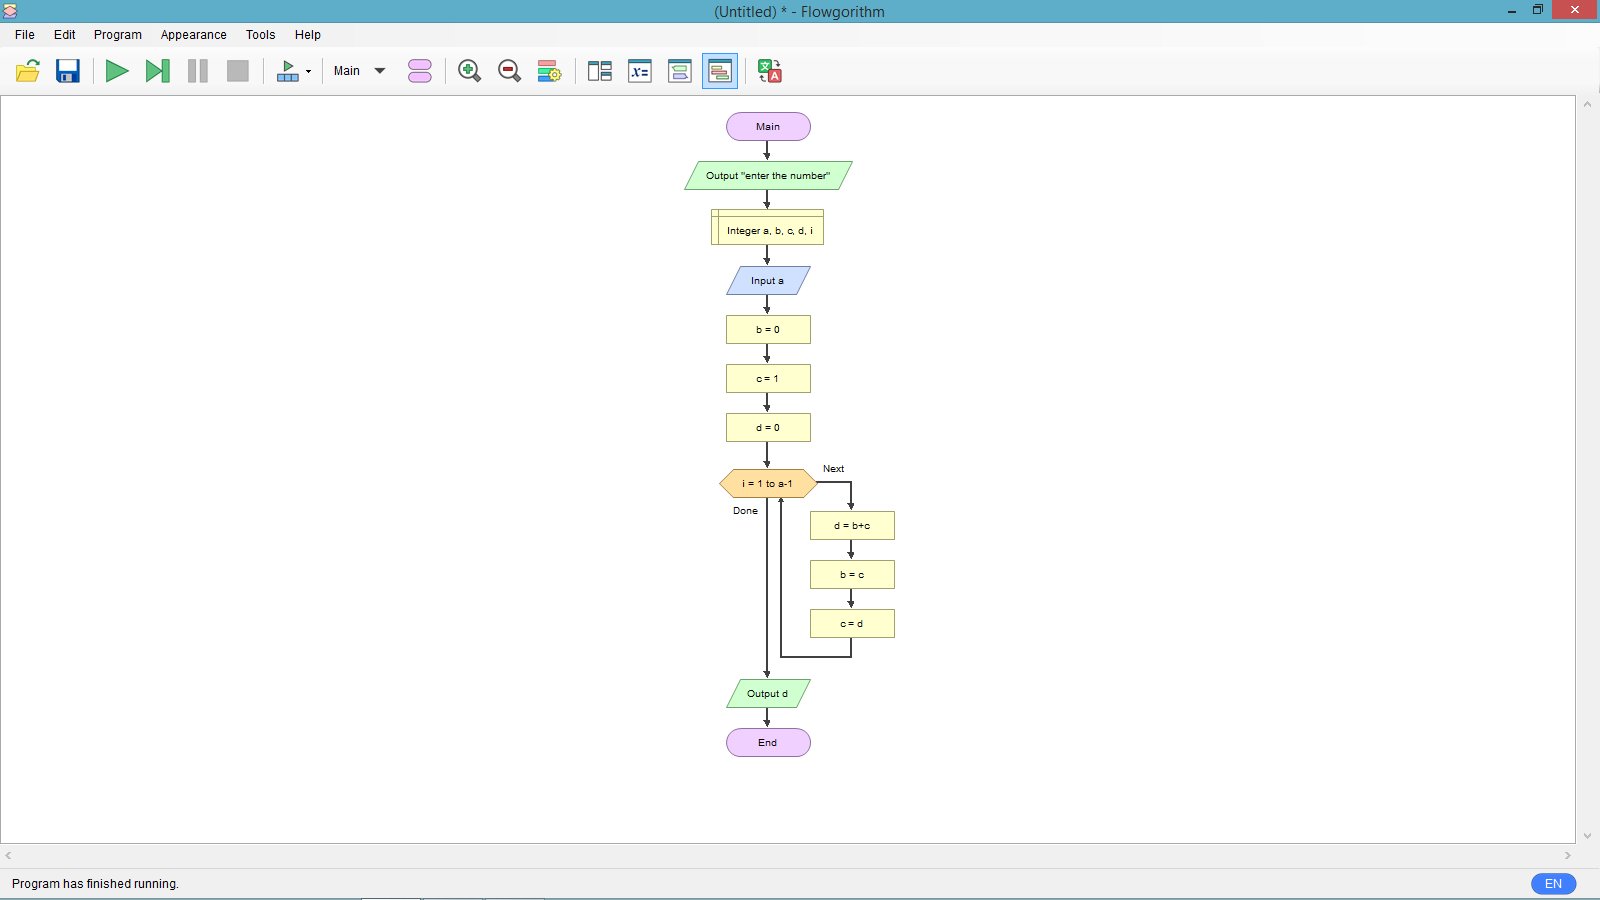 (Untitled) * - Flowgorithm
File Edit Program Appearance Tools Help
Main
x=
文 A
Main
Output "enter the number"
Integer a, b, c, d, i
Input a
b = 0
c = 1
d = 0
Next
i = 1 to a-1
Done
d = b+c
b = c
c = d
Output d
End
Program has finished running.
EN